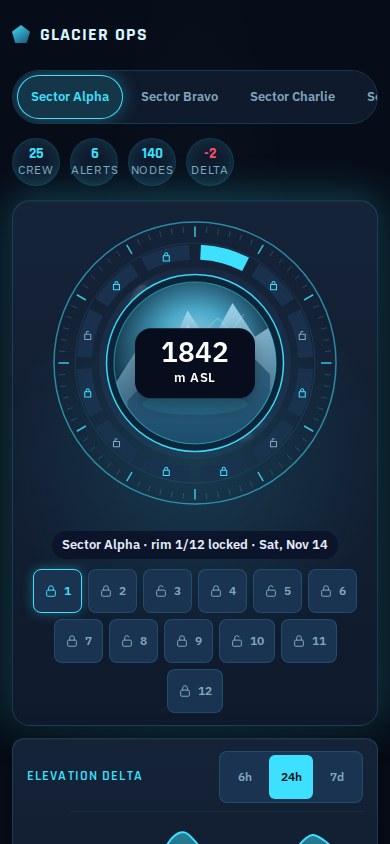 GLACIER OPS
Sector Alpha Sector Bravo Sector Charlie
25 6 140 -2
CREW ALERTS NODES DELTA
1842
m ASL
Sector Alpha · rim 1/12 locked · Sat, Nov 14
1 2 3 4 5 6
7 8 9 10 11
12
ELEVATION DELTA 6h 24h 7d